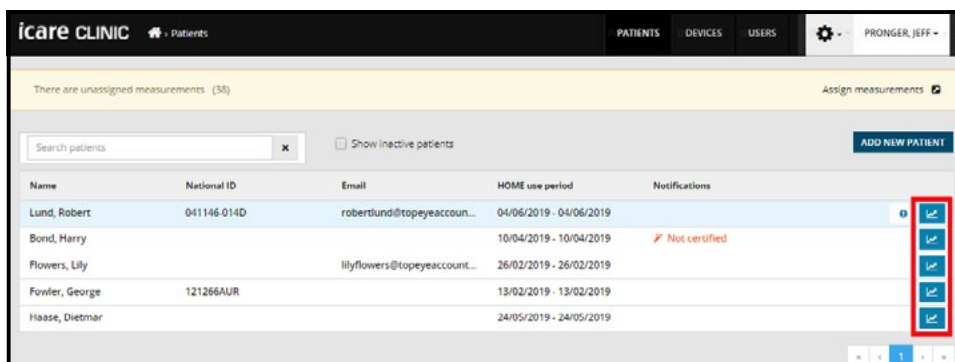 icare CLINIC > Patients PATIENTS DEVICES USERS PRONGER, JEFF
There are unassigned measurements (38) Assign measurements
Search patients × Show inactive patients ADD NEW PATIENT
Name National ID Email HOME use period Notifications
Lund, Robert 041146-014D robertlund@topeyeaccoun... 04/06/2019 - 04/06/2019
Bond, Harry 10/04/2019 - 10/04/2019 Not certified
Flowers, Lily lilyflowers@topeyeaccount... 26/02/2019 - 26/02/2019
Fowler, George 121266AUR 13/02/2019 - 13/02/2019
Haase, Dietmar 24/05/2019 - 24/05/2019
« ‹ 1 › »